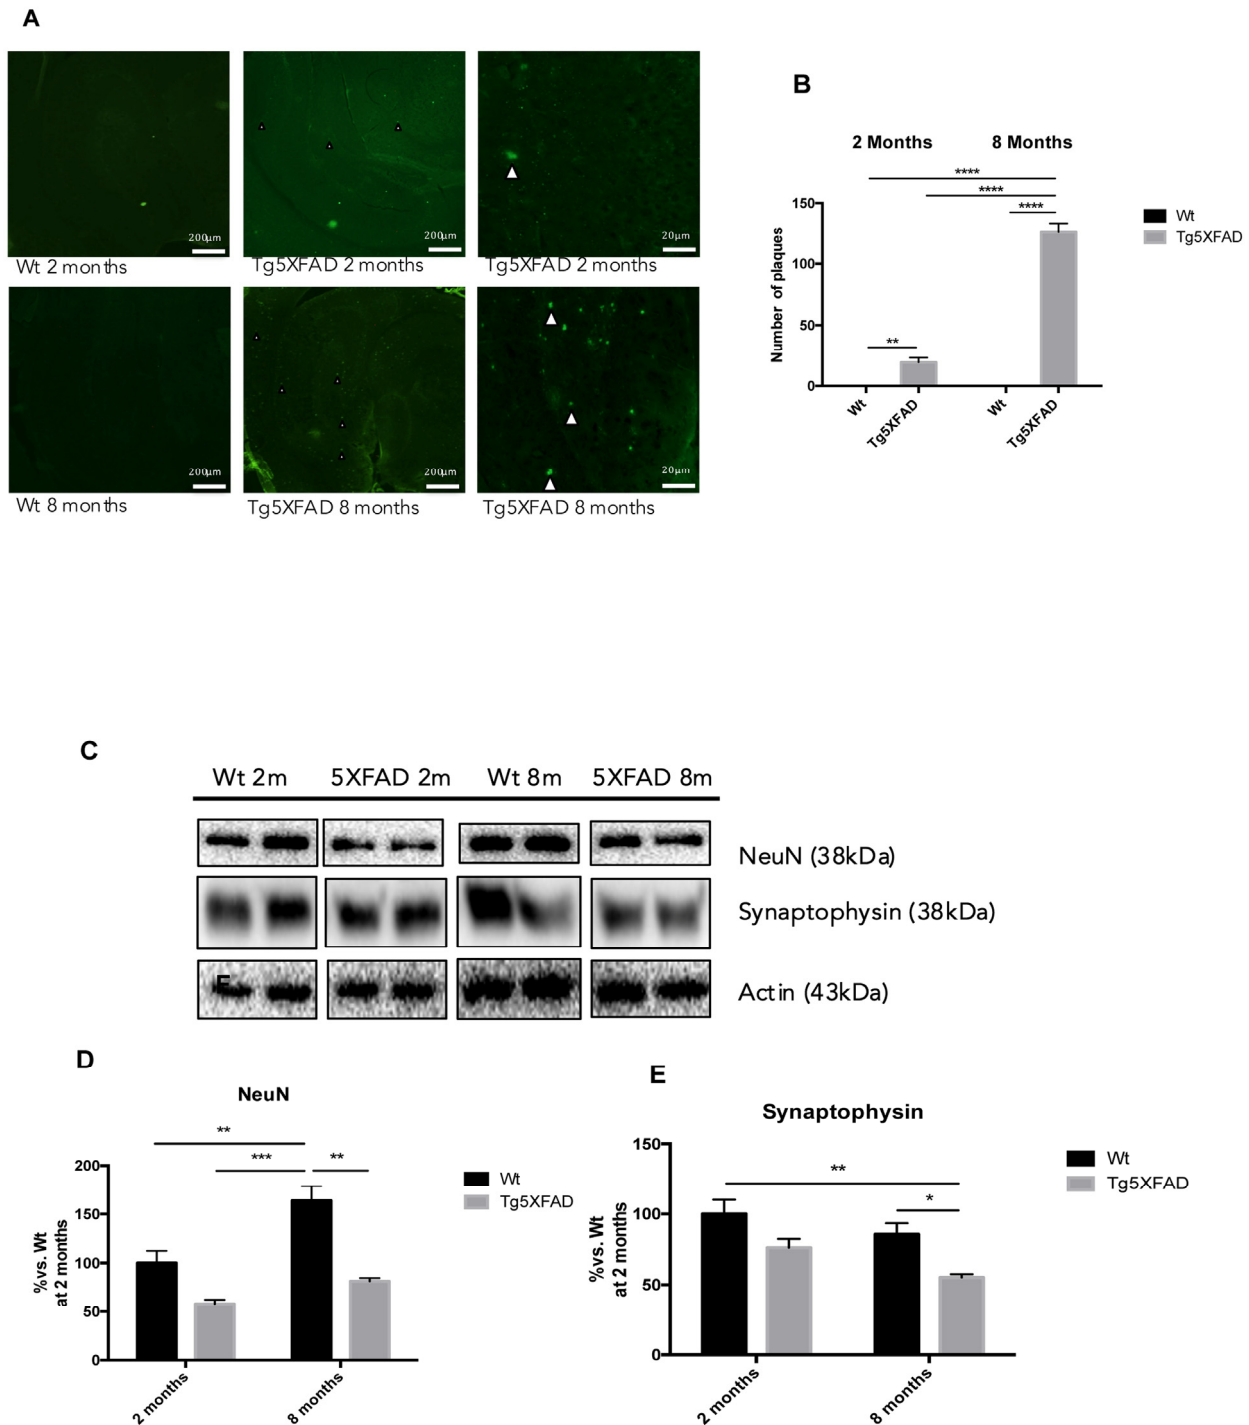 A
200µm
200µm
20µm
Wt 2 months
Tg5XFAD 2 months
Tg5XFAD 2 months
200µm
200µm
20µm
Wt 8 months
Tg5XFAD 8 months
Tg5XFAD 8 months
B
2 Months
8 Months
****
****
****
**
Number of plaques
150
100
50
0
Wt
Tg5XFAD
Wt
Tg5XFAD
Wt
Tg5XFAD
C
Wt 2m
5XFAD 2m
Wt 8m
5XFAD 8m
NeuN (38kDa)
Synaptophysin (38kDa)
Actin (43kDa)
D
NeuN
**
***
**
%vs. Wt
at 2 months
200
150
100
50
0
2 months
8 months
Wt
Tg5XFAD
E
Synaptophysin
**
*
%vs. Wt
at 2 months
150
100
50
0
2 months
8 months
Wt
Tg5XFAD